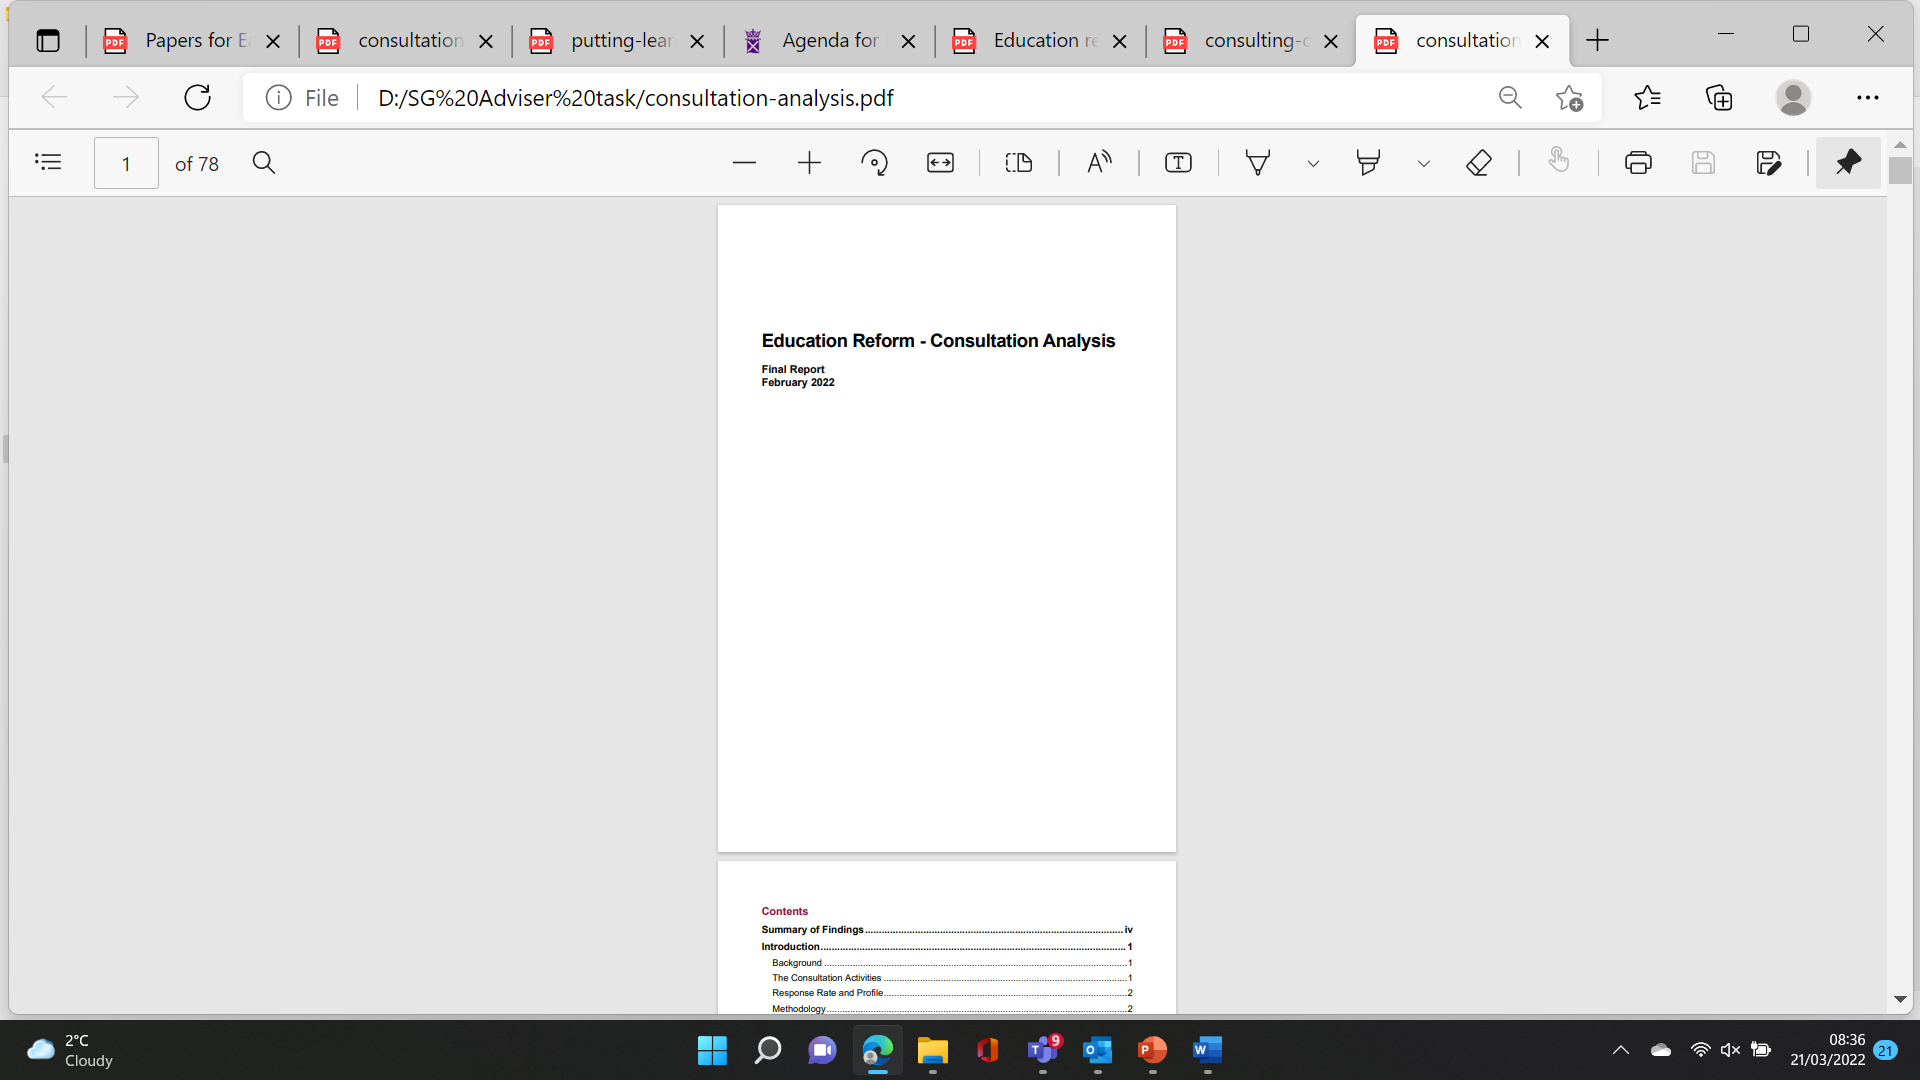 Papers for E
consultation
putting-lear
Agenda for
Education re
consulting-c
consultation
File
D:/SG%20Adviser%20task/consultation-analysis.pdf
1
of 78
Education Reform - Consultation Analysis
Final Report
February 2022
Contents
Summary of Findings iv
Introduction 1
Background 1
The Consultation Activities 1
Response Rate and Profile 2
Methodology 2
2°C
Cloudy
9
08:36
21/03/2022
21